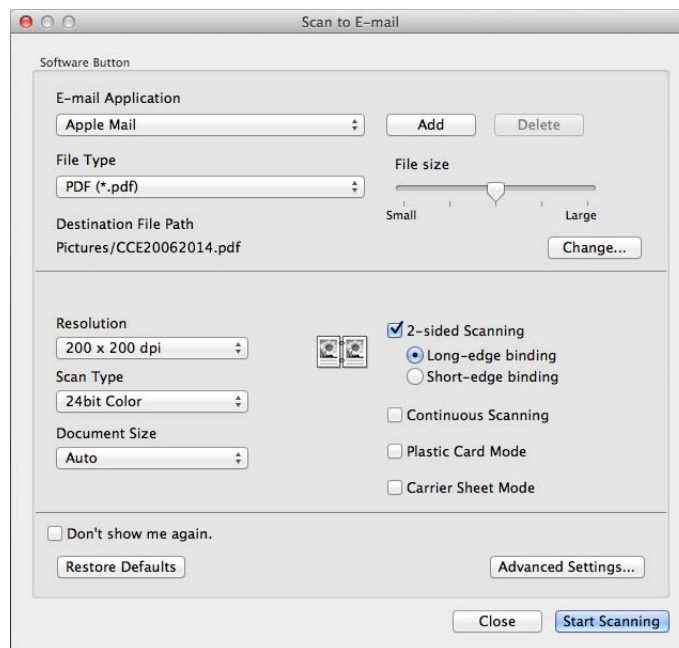 Scan to E-mail
Software Button
E-mail Application
Apple Mail
Add
Delete
File Type
PDF (*.pdf)
File size
Small
Large
Destination File Path
Pictures/CCE20062014.pdf
Change...
Resolution
200 x 200 dpi
Scan Type
24bit Color
Document Size
Auto
2-sided Scanning
Long-edge binding
Short-edge binding
Continuous Scanning
Plastic Card Mode
Carrier Sheet Mode
Don't show me again.
Restore Defaults
Advanced Settings...
Close
Start Scanning